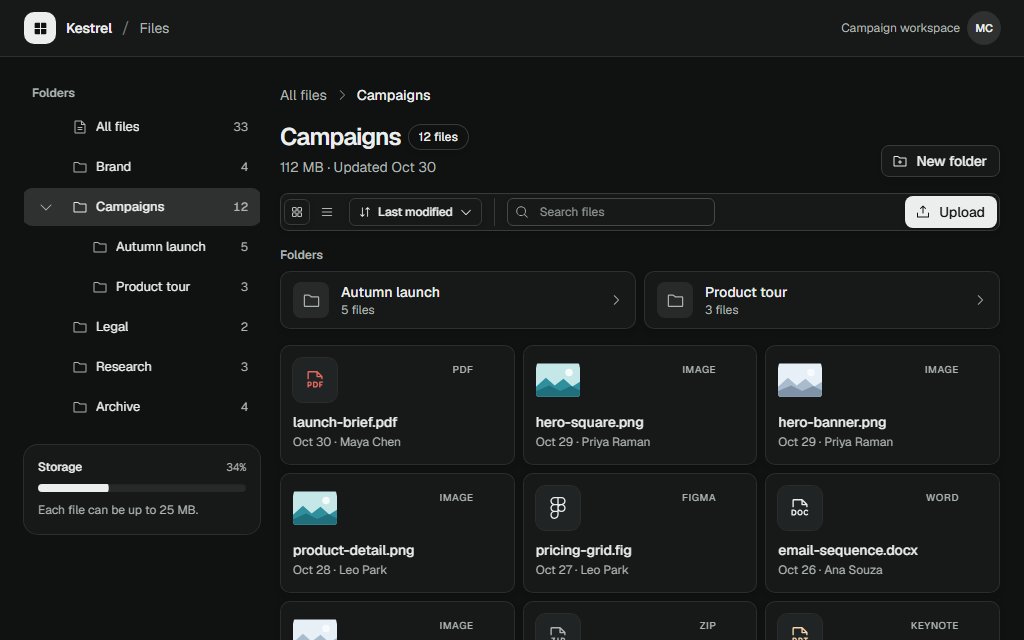 Kestrel / Files
Campaign workspace MC
Folders
All files 33
Brand 4
Campaigns 12
Autumn launch 5
Product tour 3
Legal 2
Research 3
Archive 4
Storage 34%
Each file can be up to 25 MB.
All files > Campaigns
Campaigns 12 files
112 MB · Updated Oct 30
New folder
Last modified
Search files
Upload
Folders
Autumn launch
5 files
Product tour
3 files
PDF
PDF
launch-brief.pdf
Oct 30 · Maya Chen
IMAGE
hero-square.png
Oct 29 · Priya Raman
IMAGE
hero-banner.png
Oct 29 · Priya Raman
IMAGE
product-detail.png
Oct 28 · Leo Park
FIGMA
pricing-grid.fig
Oct 27 · Leo Park
DOC
WORD
email-sequence.docx
Oct 26 · Ana Souza
IMAGE
ZIP
KEYNOTE